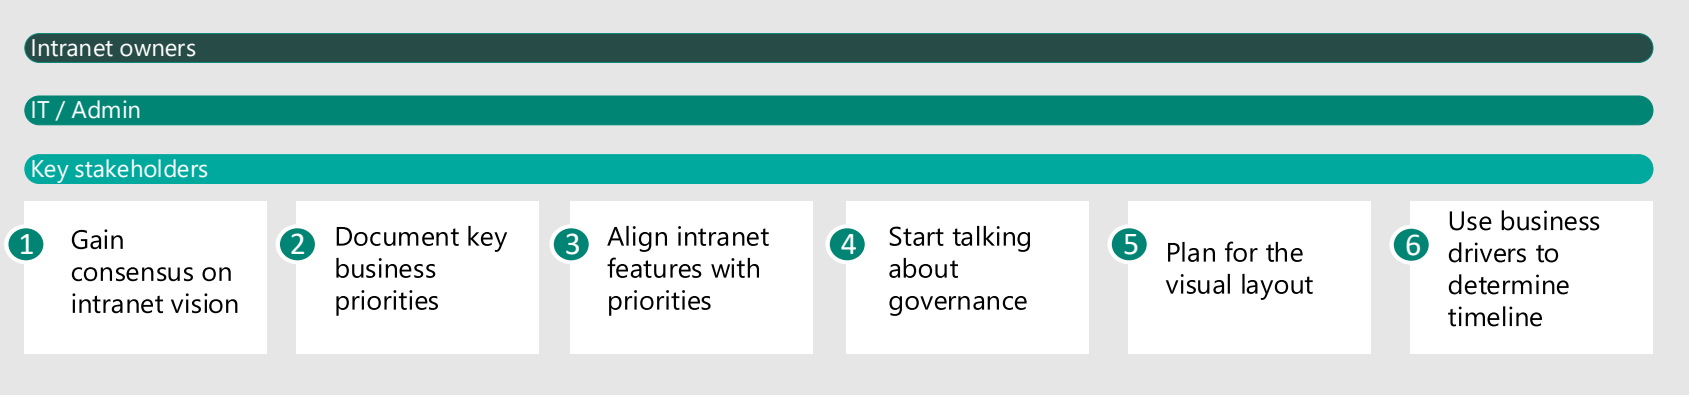 Intranet owners
IT / Admin
Key stakeholders
1
Gain
consensus on
intranet vision
2
Document key
business
priorities
3
Align intranet
features with
priorities
4
Start talking
about
governance
5
Plan for the
visual layout
6
Use business
drivers to
determine
timeline